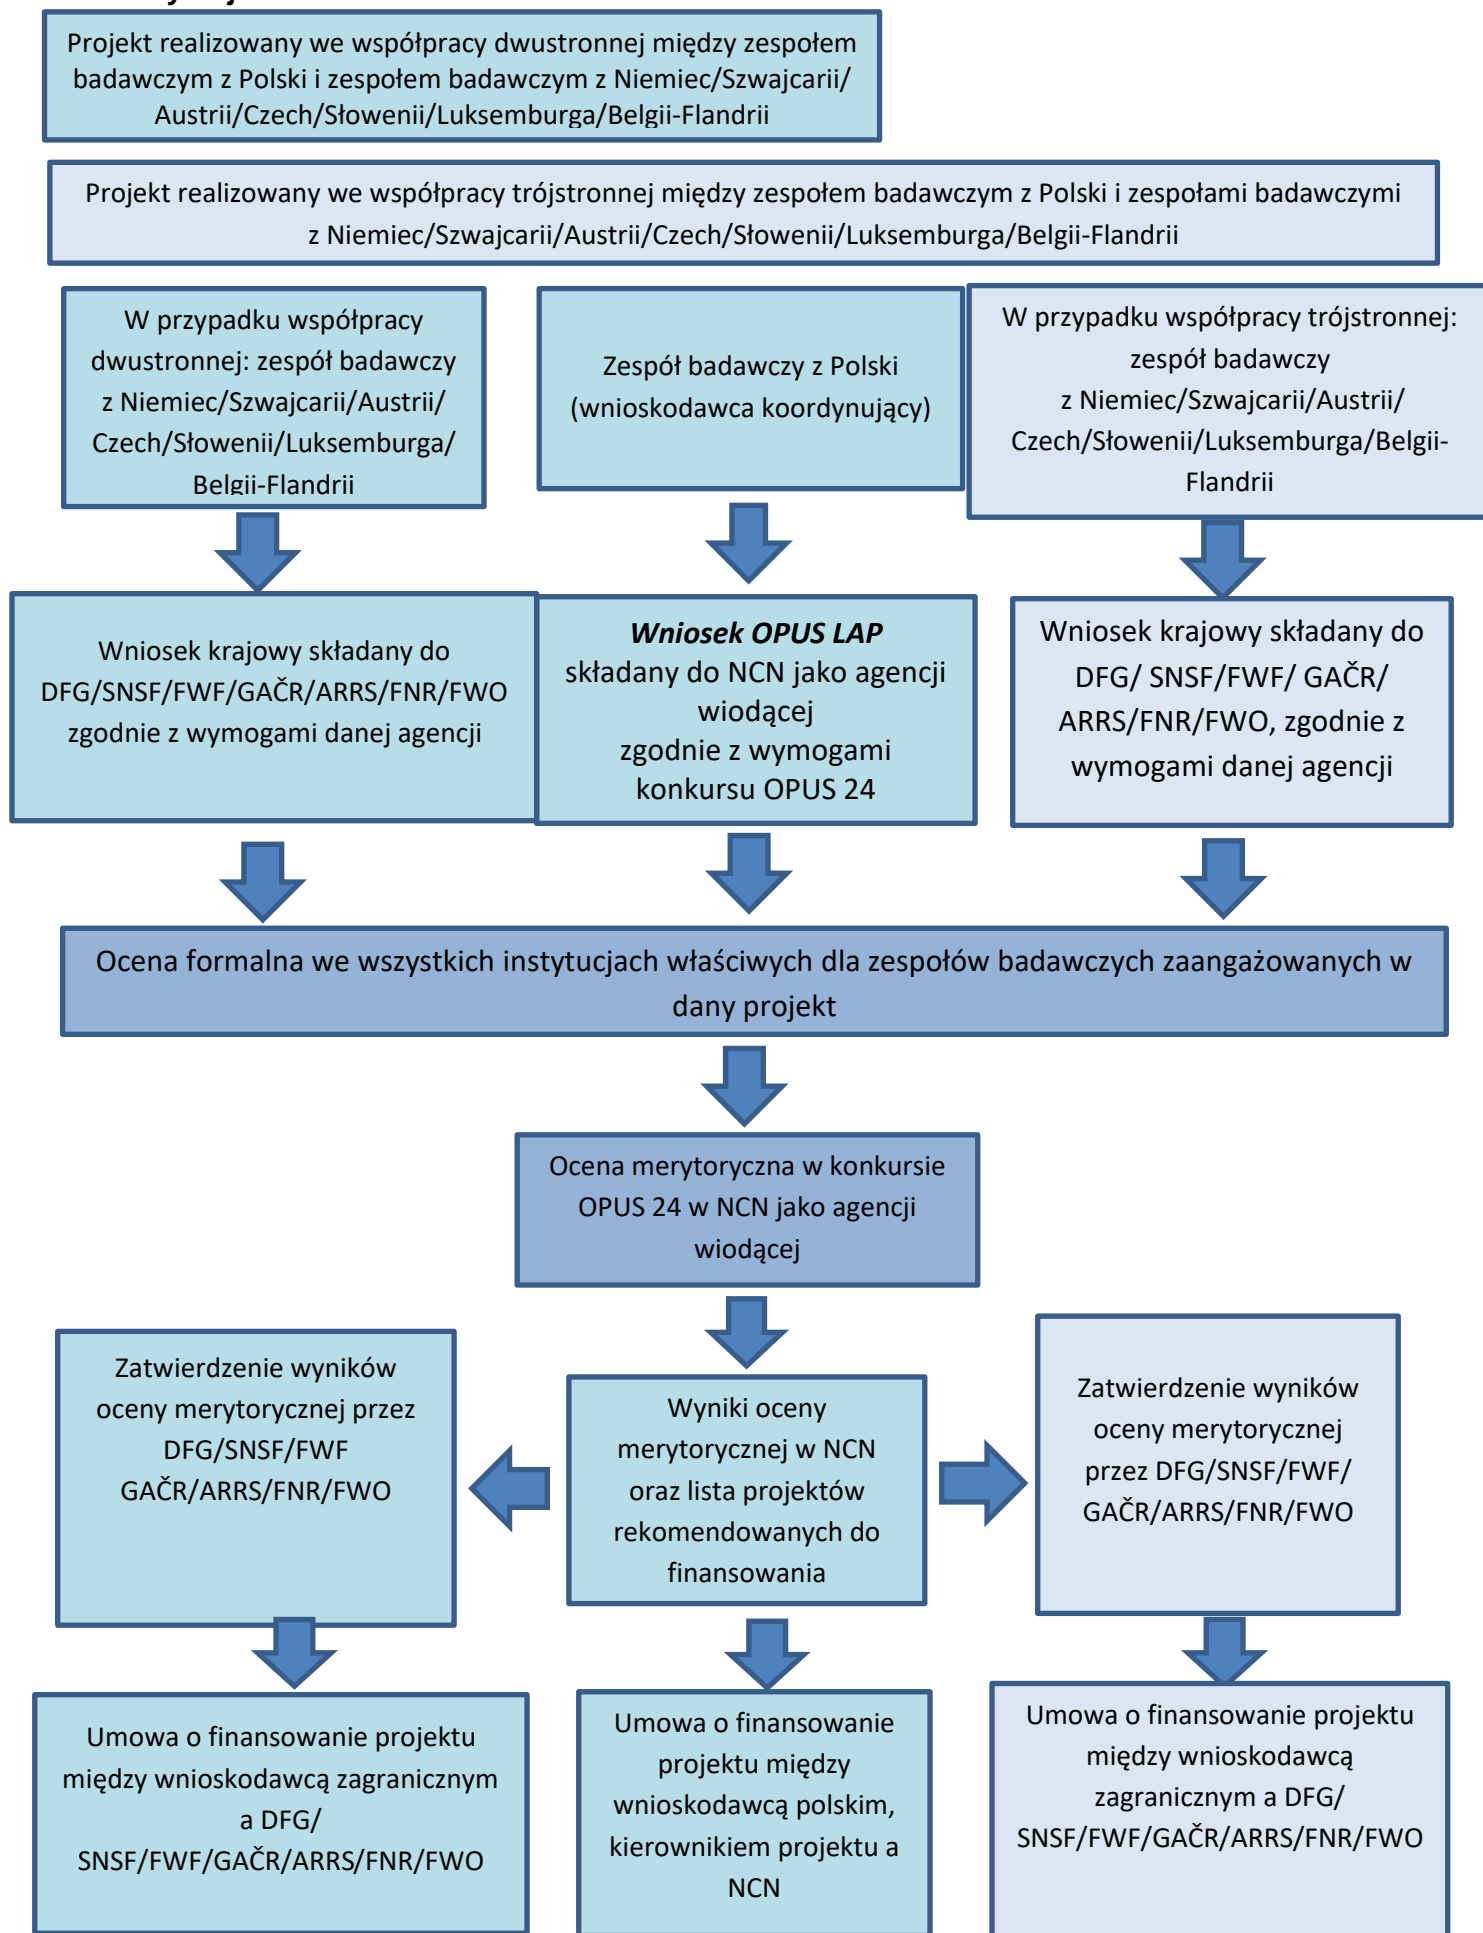 Projekt realizowany we współpracy dwustronnej między zespołem
badawczym z Polski i zespołem badawczym z Niemiec/Szwajcarii/
Austrii/Czech/Słowenii/Luksemburga/Belgii-Flandrii
Projekt realizowany we współpracy trójstronnej między zespołem badawczym z Polski i zespołami badawczymi
z Niemiec/Szwajcarii/Austrii/Czech/Słowenii/Luksemburga/Belgii-Flandrii
W przypadku współpracy
dwustronnej: zespół badawczy
z Niemiec/Szwajcarii/Austrii/
Czech/Słowenii/Luksemburga/
Belgii-Flandrii
Zespół badawczy z Polski
(wnioskodawca koordynujący)
W przypadku współpracy trójstronnej:
zespół badawczy
z Niemiec/Szwajcarii/Austrii/
Czech/Słowenii/Luksemburga/Belgii-
Flandrii
Wniosek krajowy składany do
DFG/SNSF/FWF/GAČR/ARRS/FNR/FWO
zgodnie z wymogami danej agencji
Wniosek OPUS LAP
składany do NCN jako agencji
wiodącej
zgodnie z wymogami
konkursu OPUS 24
Wniosek krajowy składany do
DFG/ SNSF/FWF/ GAČR/
ARRS/FNR/FWO, zgodnie z
wymogami danej agencji
Ocena formalna we wszystkich instytucjach właściwych dla zespołów badawczych zaangażowanych w
dany projekt
Ocena merytoryczna w konkursie
OPUS 24 w NCN jako agencji
wiodącej
Zatwierdzenie wyników
oceny merytorycznej przez
DFG/SNSF/FWF
GAČR/ARRS/FNR/FWO
Wyniki oceny
merytorycznej w NCN
oraz lista projektów
rekomendowanych do
finansowania
Zatwierdzenie wyników
oceny merytorycznej
przez DFG/SNSF/FWF/
GAČR/ARRS/FNR/FWO
Umowa o finansowanie projektu
między wnioskodawcą zagranicznym
a DFG/
SNSF/FWF/GAČR/ARRS/FNR/FWO
Umowa o finansowanie
projektu między
wnioskodawcą polskim,
kierownikiem projektu a
NCN
Umowa o finansowanie projektu
między wnioskodawcą
zagranicznym a DFG/
SNSF/FWF/GAČR/ARRS/FNR/FWO